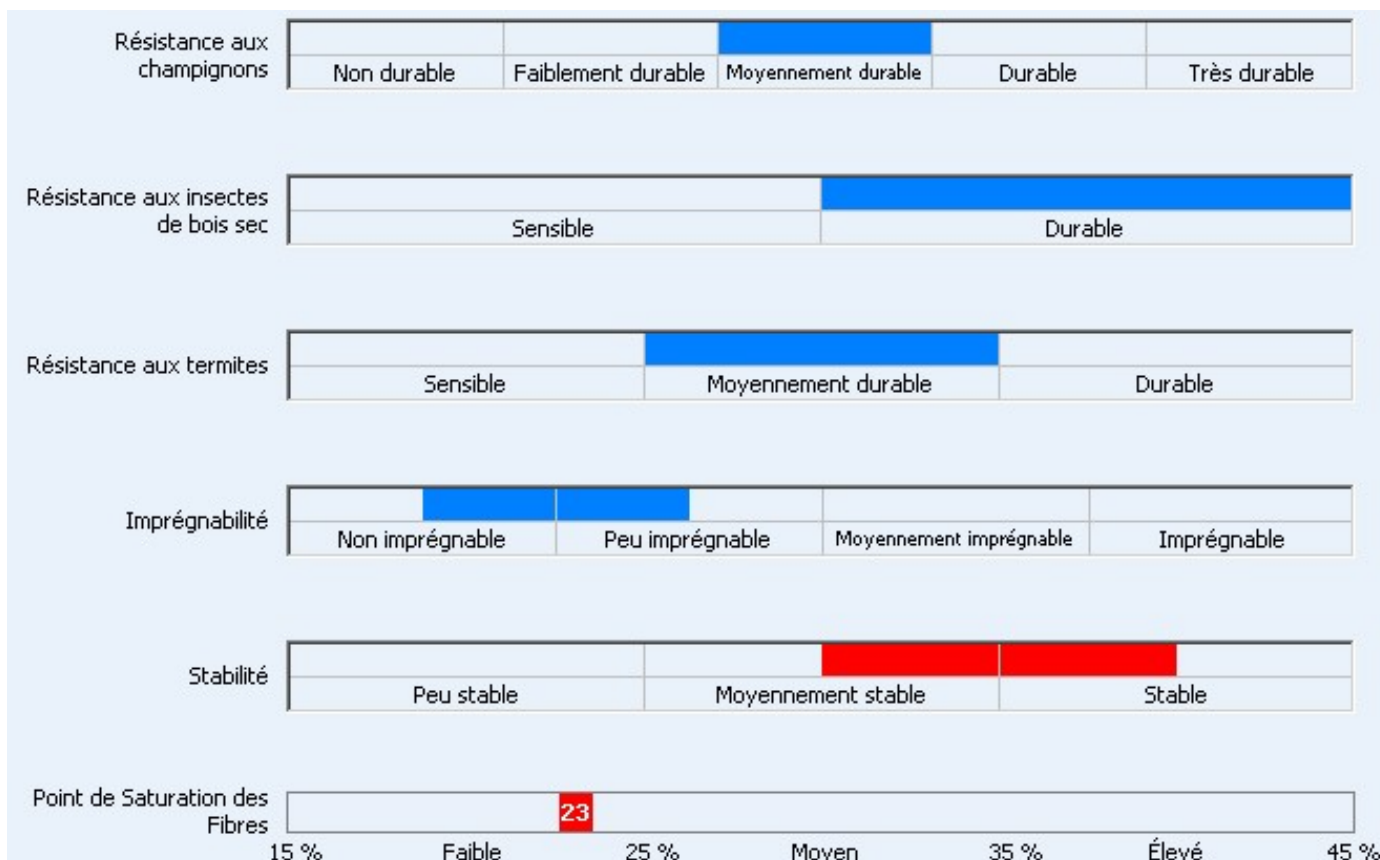 Résistance aux
champignons
Non durable Faiblement durable Moyennement durable Durable Très durable
Résistance aux insectes
de bois sec
Sensible Durable
Résistance aux termites
Sensible Moyennement durable Durable
Imprégnabilité
Non imprégnable Peu imprégnable Moyennement imprégnable Imprégnable
Stabilité
Peu stable Moyennement stable Stable
Point de Saturation des
Fibres
23
15 % Faible 25 % Moyen 35 % Élevé 45 %